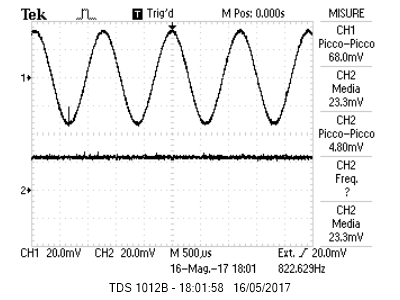 Tek T Trig'd M Pos: 0.000s MISURE
CH1
Picco-Picco
68.0mV
CH2
Media
23.3mV
CH2
Picco-Picco
4.80mV
CH2
Freq.
?
CH2
Media
23.3mV
1
2
CH1 20.0mV CH2 20.0mV M 500µs Ext. 20.0mV
16-Mag.-17 18:01 822.629Hz
TDS 1012B - 18:01:58 16/05/2017